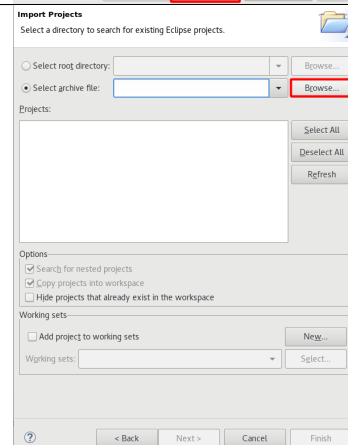 Import Projects
Select a directory to search for existing Eclipse projects.
Select root directory:
Browse...
Select archive file:
Browse...
Projects:
Select All
Deselect All
Refresh
Options
Search for nested projects
Copy projects into workspace
Hide projects that already exist in the workspace
Working sets
Add project to working sets
New...
Working sets:
Select...
?
< Back
Next >
Cancel
Finish